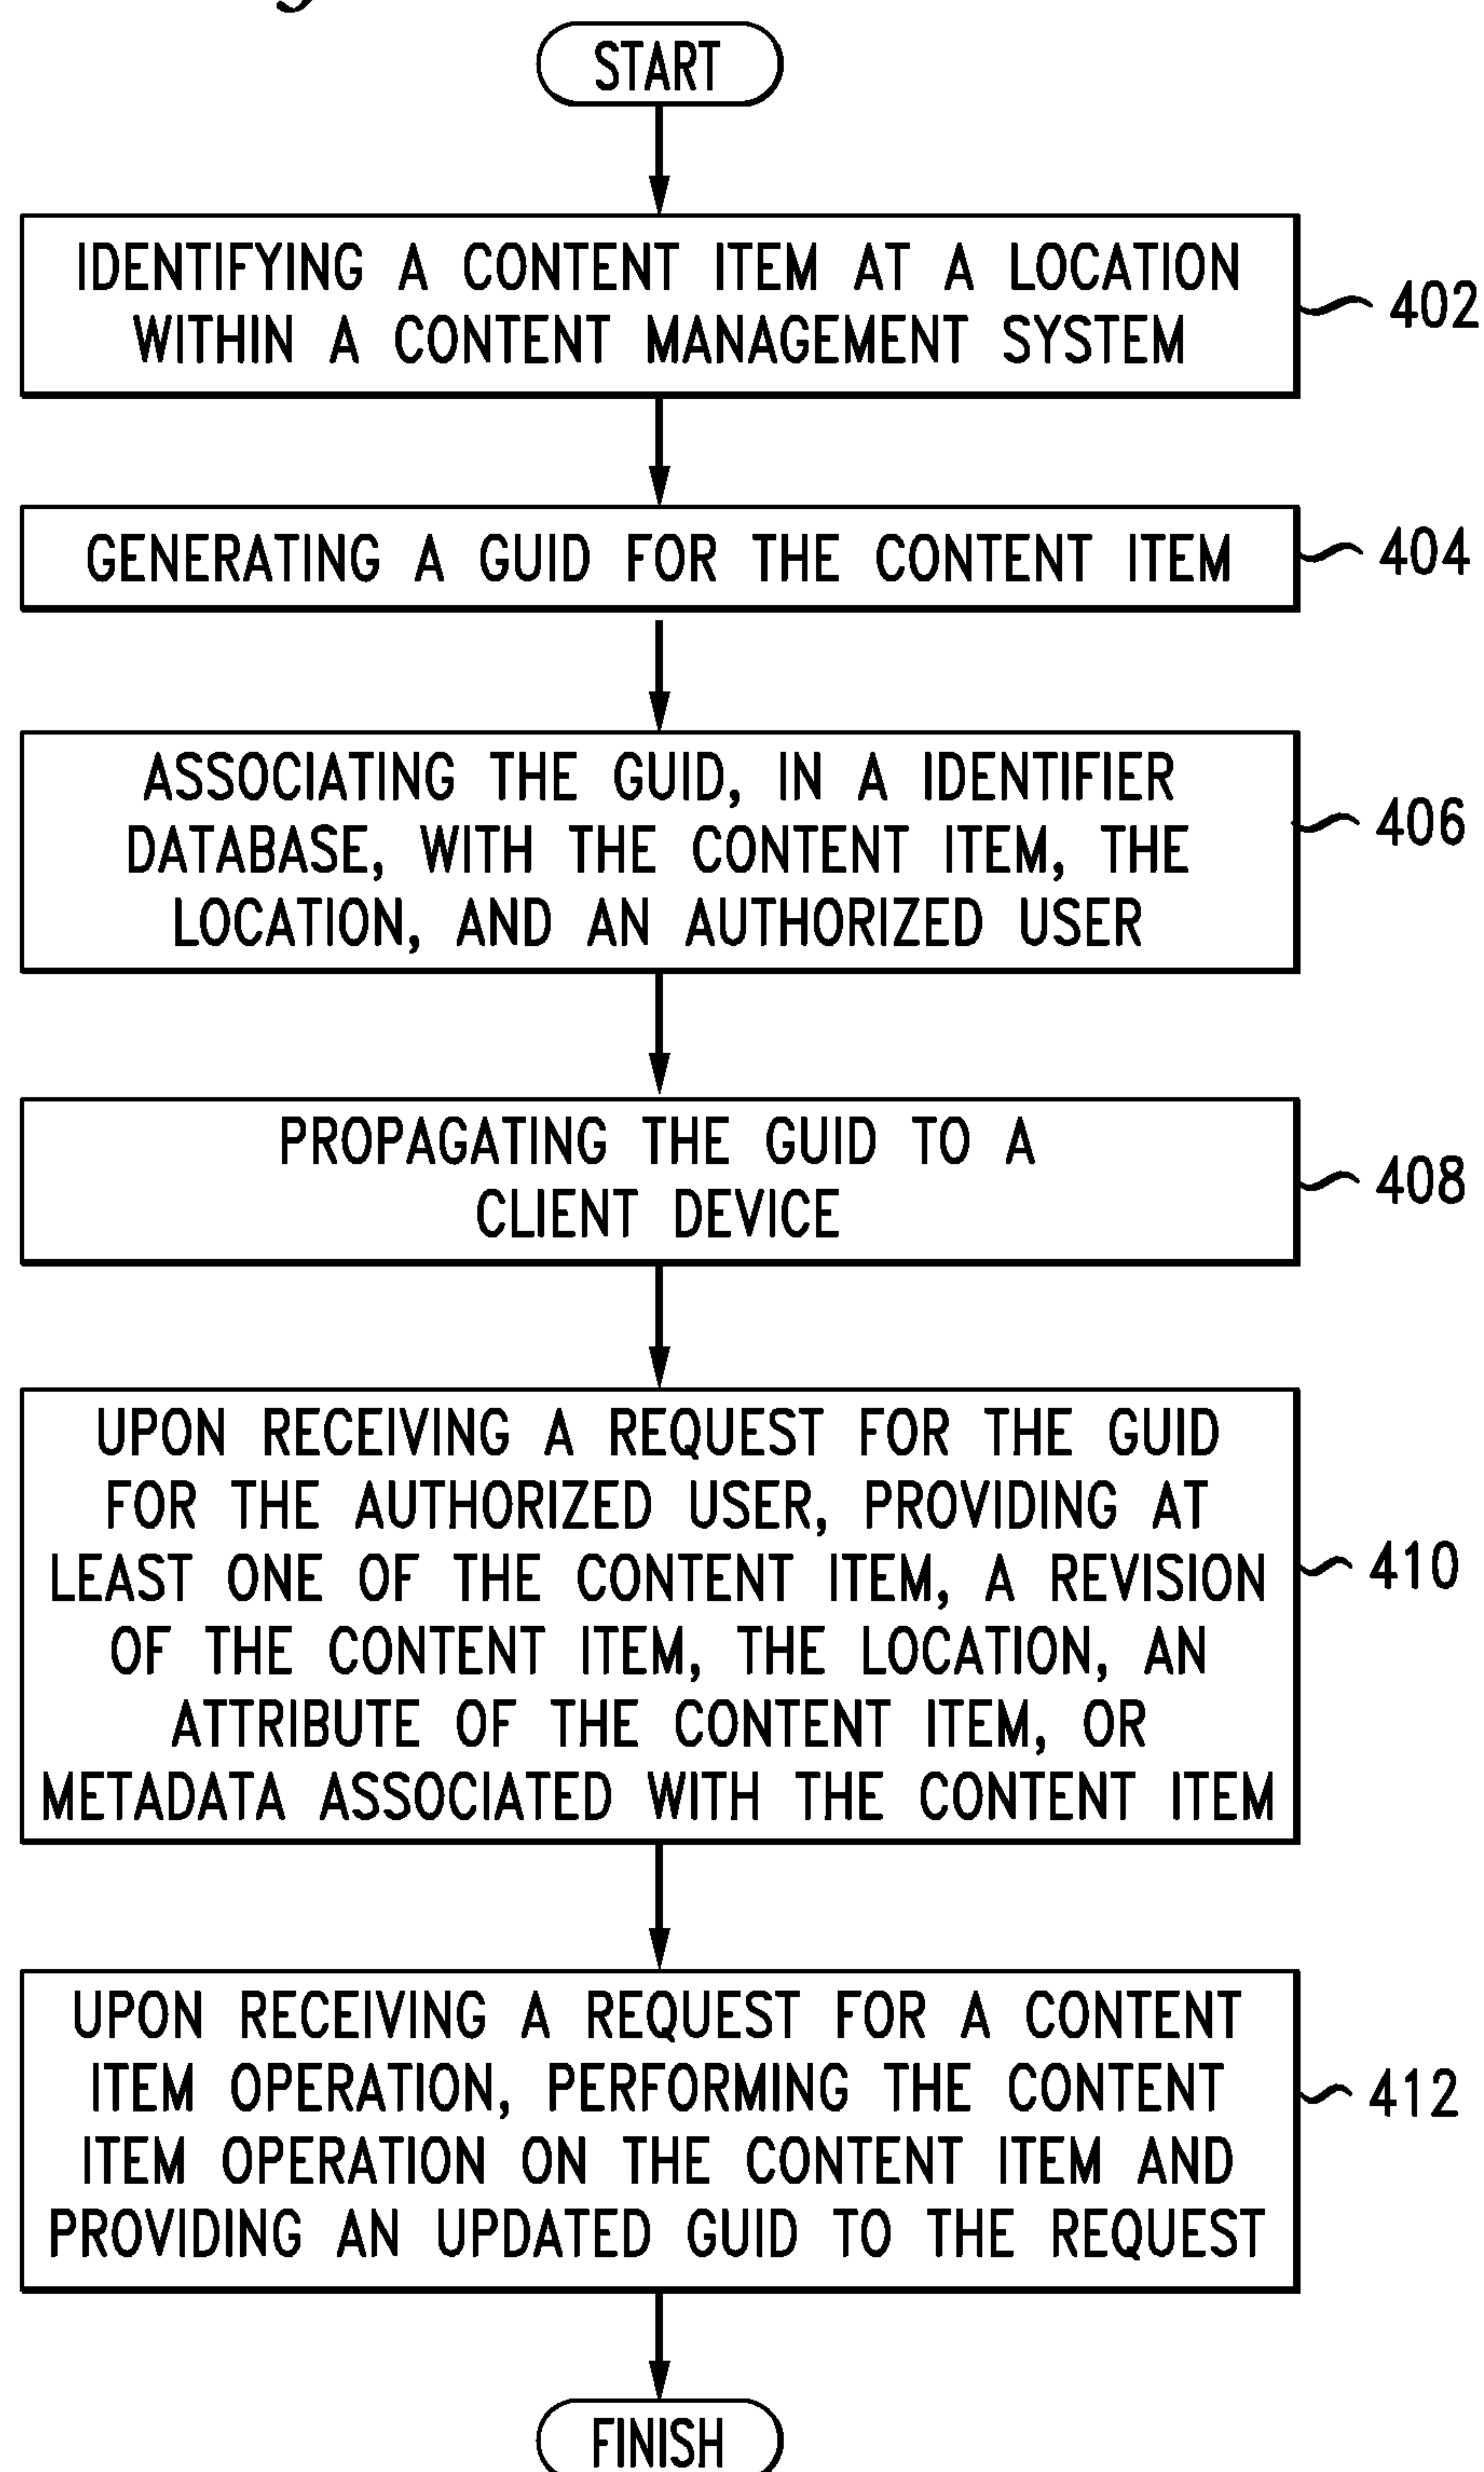 START
IDENTIFYING A CONTENT ITEM AT A LOCATION
WITHIN A CONTENT MANAGEMENT SYSTEM
402
GENERATING A GUID FOR THE CONTENT ITEM
404
ASSOCIATING THE GUID, IN A IDENTIFIER
DATABASE, WITH THE CONTENT ITEM, THE
LOCATION, AND AN AUTHORIZED USER
406
PROPAGATING THE GUID TO A
CLIENT DEVICE
408
UPON RECEIVING A REQUEST FOR THE GUID
FOR THE AUTHORIZED USER, PROVIDING AT
LEAST ONE OF THE CONTENT ITEM, A REVISION
OF THE CONTENT ITEM, THE LOCATION, AN
ATTRIBUTE OF THE CONTENT ITEM, OR
METADATA ASSOCIATED WITH THE CONTENT ITEM
410
UPON RECEIVING A REQUEST FOR A CONTENT
ITEM OPERATION, PERFORMING THE CONTENT
ITEM OPERATION ON THE CONTENT ITEM AND
PROVIDING AN UPDATED GUID TO THE REQUEST
412
FINISH